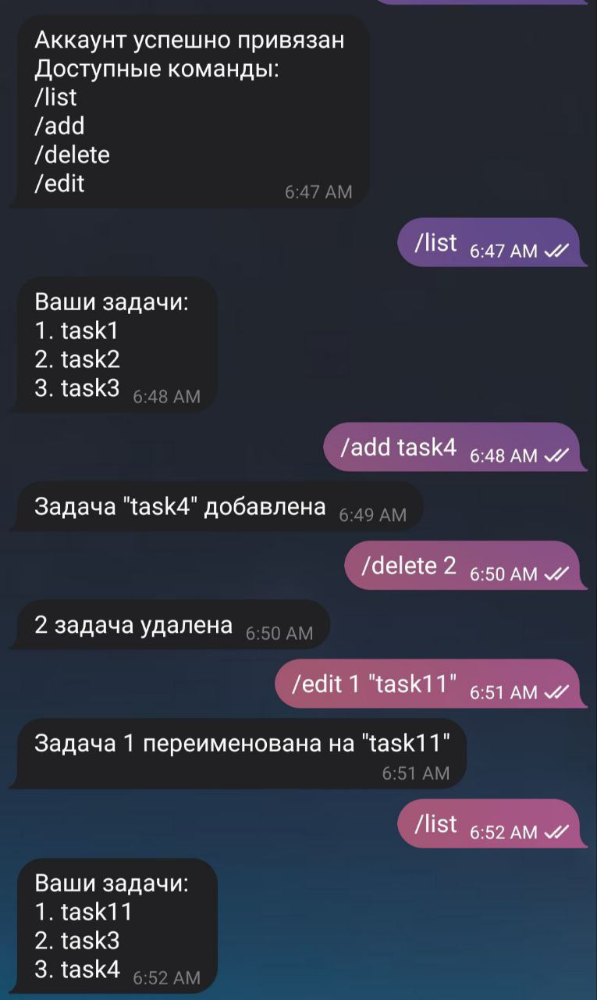 Аккаунт успешно привязан
Доступные команды:
/list
/add
/delete
/edit 6:47 AM
/list 6:47 AM
Ваши задачи:
1. task1
2. task2
3. task3 6:48 AM
/add task4 6:48 AM
Задача "task4" добавлена 6:49 AM
/delete 2 6:50 AM
2 задача удалена 6:50 AM
/edit 1 "task11" 6:51 AM
Задача 1 переименована на "task11"
6:51 AM
/list 6:52 AM
Ваши задачи:
1. task11
2. task3
3. task4 6:52 AM